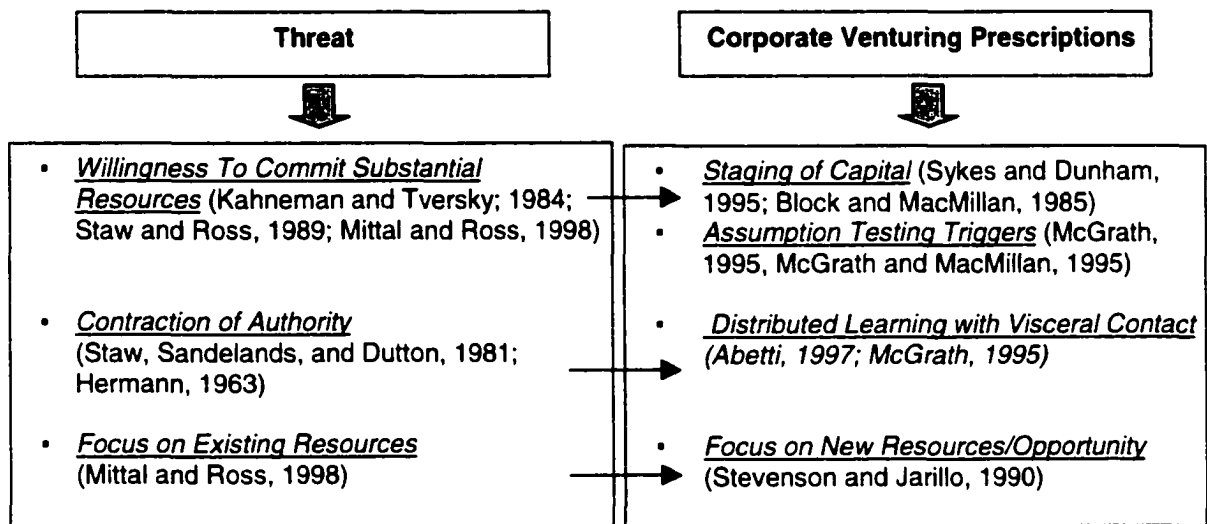 Threat
Corporate Venturing Prescriptions
• Willingness To Commit Substantial
Resources (Kahneman and Tversky; 1984;
Staw and Ross, 1989; Mittal and Ross, 1998)
• Contraction of Authority
(Staw, Sandelands, and Dutton, 1981;
Hermann, 1963)
• Focus on Existing Resources
(Mittal and Ross, 1998)
• Staging of Capital (Sykes and Dunham,
1995; Block and MacMillan, 1985)
• Assumption Testing Triggers (McGrath,
1995, McGrath and MacMillan, 1995)
• Distributed Learning with Visceral Contact
(Abetti, 1997; McGrath, 1995)
• Focus on New Resources/Opportunity
(Stevenson and Jarillo, 1990)